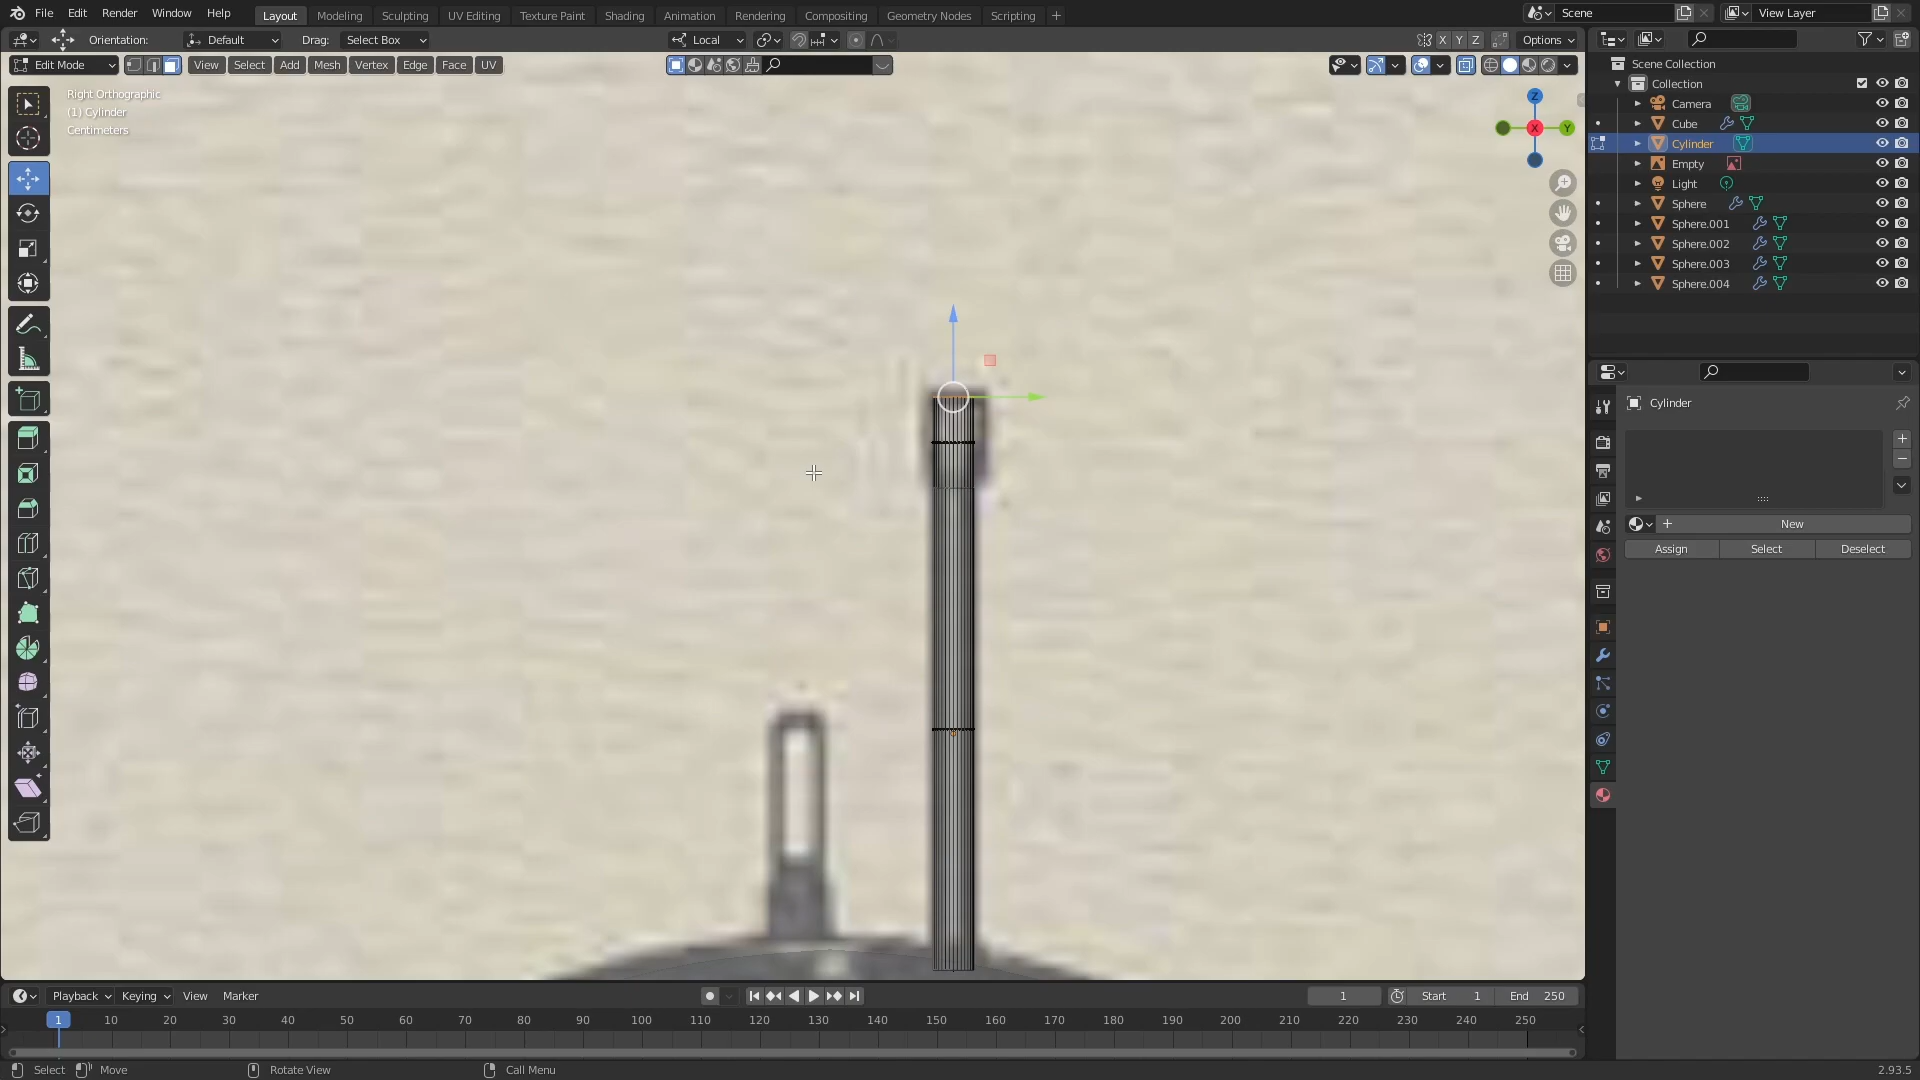 File Edit Render Window Help
Layout Modeling Sculpting UV Editing Texture Paint Shading Animation Rendering Compositing Geometry Nodes Scripting +
Scene
View Layer
Orientation: Default Drag: Select Box
Local
X Y Z Options
Edit Mode View Select Add Mesh Vertex Edge Face UV
Right Orthographic
(1) Cylinder
Centimeters
Z
X
Y
Scene Collection
Collection
Camera
Cube
Cylinder
Empty
Light
Sphere
Sphere.001
Sphere.002
Sphere.003
Sphere.004
Cylinder
New
Assign Select Deselect
Playback Keying View Marker
1 Start 1 End 250
1 10 20 30 40 50 60 70 80 90 100 110 120 130 140 150 160 170 180 190 200 210 220 230 240 250
Select Move Rotate View Call Menu 2.93.5